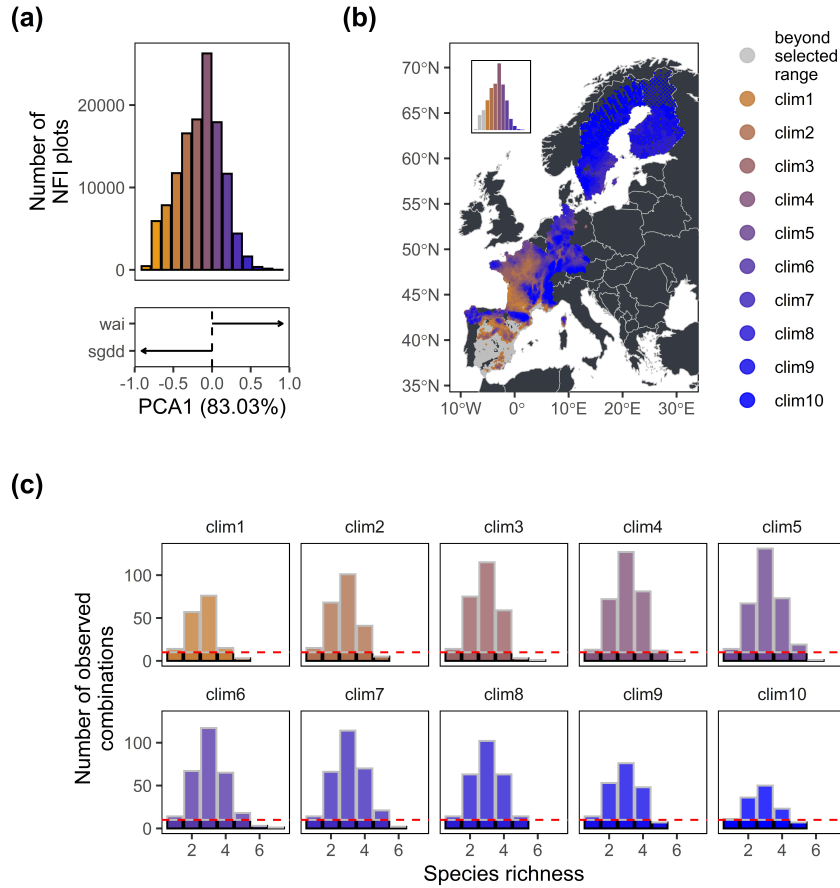 (a)
Number of
NFI plots
20000
10000
0
wai
sgdd
-1.0 -0.5 0.0 0.5 1.0
PCA1 (83.03%)
(b)
70°N
65°N
60°N
55°N
50°N
45°N
40°N
35°N
10°W 0° 10°E 20°E 30°E
beyond
selected
range
clim1
clim2
clim3
clim4
clim5
clim6
clim7
clim8
clim9
clim10
(c)
Number of observed
combinations
clim1 clim2 clim3 clim4 clim5
100
50
0
clim6 clim7 clim8 clim9 clim10
100
50
0
2 4 6 2 4 6 2 4 6 2 4 6 2 4 6
Species richness